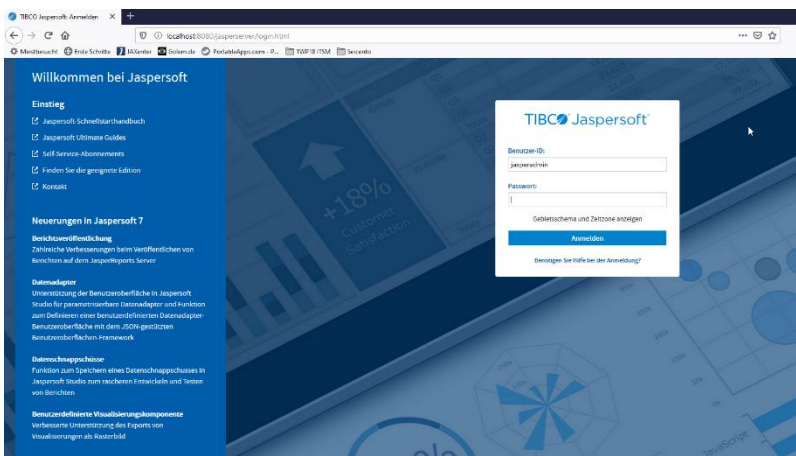 TIBCO Jaspersoft: Anmelden
localhost:8080/jasperserver/login.html
Meistbesucht Erste Schritte JAXenter Golem.de PortableApps.com - P... TWP18 ITSM Seicento
Willkommen bei Jaspersoft
Einstieg
Jaspersoft-Schnellstarthandbuch
Jaspersoft Ultimate Guides
Self-Service-Abonnements
Finden Sie die geeignete Edition
Kontakt
Neuerungen in Jaspersoft 7
Berichtsveröffentlichung
Zahlreiche Verbesserungen beim Veröffentlichen von
Berichten auf dem JasperReports Server
Datenadapter
Unterstützung der Benutzeroberfläche in Jaspersoft
Studio für parametrisierbare Datenadapter und Funktion
zum Definieren einer benutzerdefinierten Datenadapter-
Benutzeroberfläche mit dem JSON-gestützten
Benutzeroberflächen-Framework
Datenschnappschüsse
Funktion zum Speichern eines Datenschnappschusses in
Jaspersoft Studio zum rascheren Entwickeln und Testen
von Berichten
Benutzerdefinierte Visualisierungskomponente
Verbesserte Unterstützung des Exports von
Visualisierungen als Rasterbild
+18%
Customer
Satisfaction
TIBCO Jaspersoft
Benutzer-ID:
jasperadmin
Passwort:
Gebietsschema und Zeitzone anzeigen
Anmelden
Benötigen Sie Hilfe bei der Anmeldung?
JavaScript